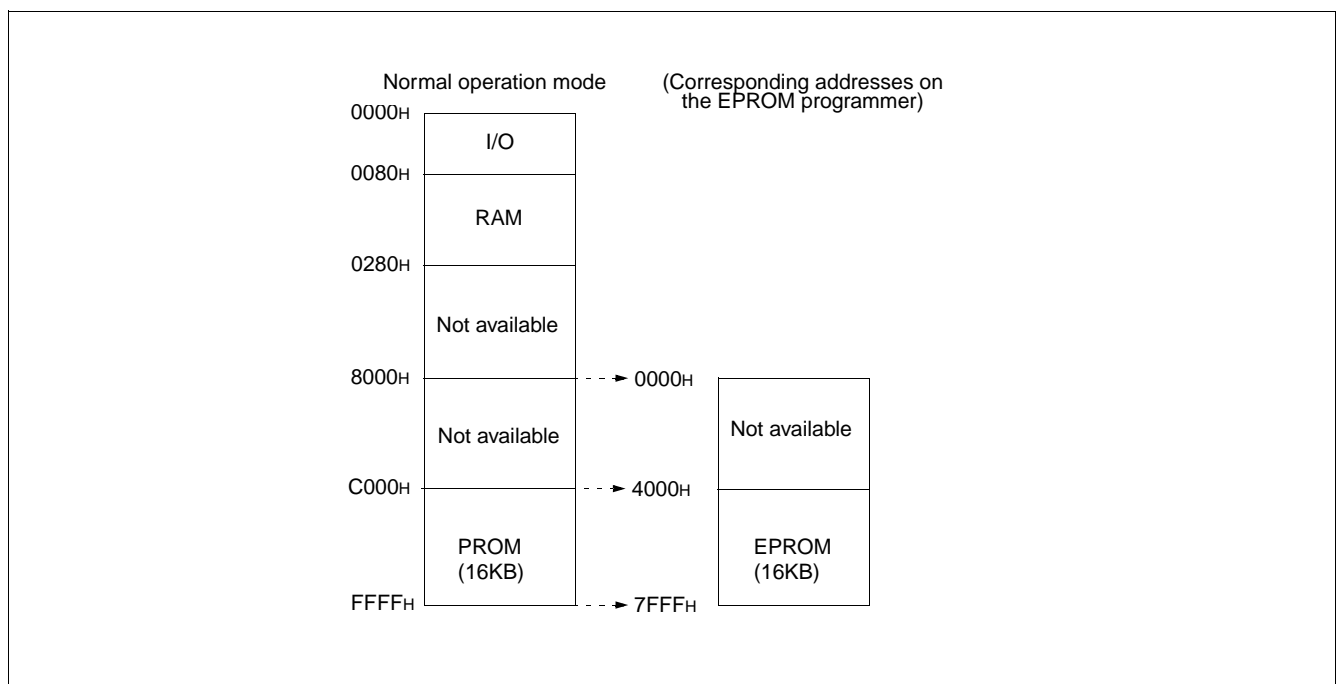 Normal operation mode
(Corresponding addresses on
the EPROM programmer)
0000H
I/O
0080H
RAM
0280H
Not available
8000H
0000H
Not available
Not available
C000H
4000H
PROM
(16KB)
EPROM
(16KB)
FFFFH
7FFFH